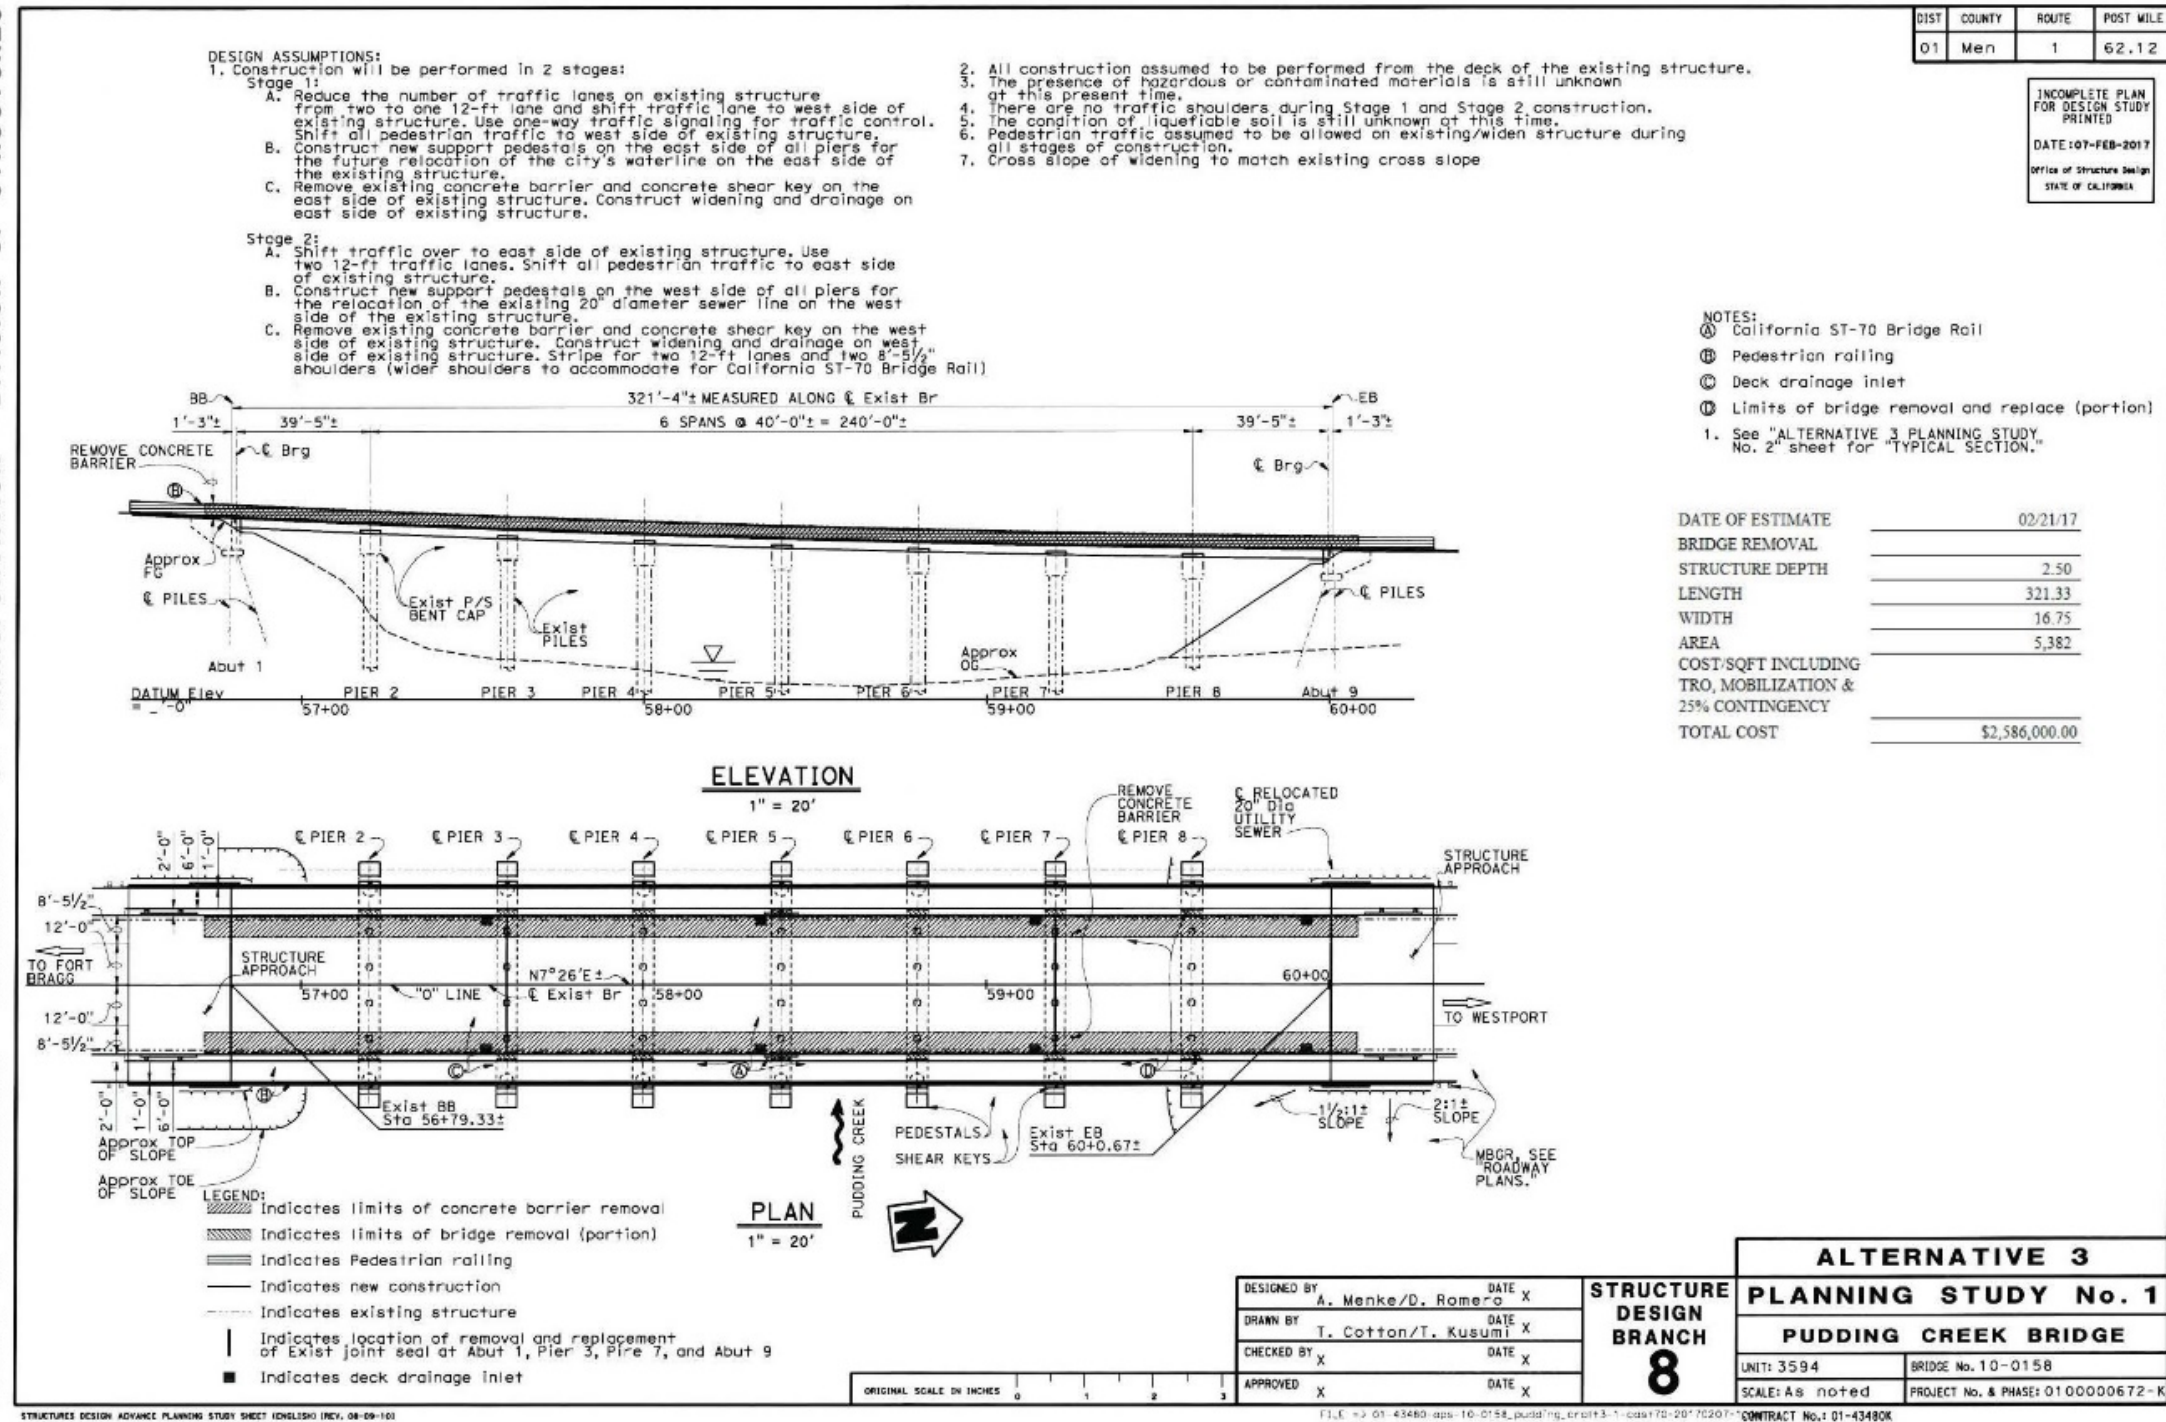 DIST COUNTY ROUTE POST MILE
01 Men 1 62.12
INCOMPLETE PLAN
FOR DESIGN STUDY
PRINTED
DATE:07-FEB-2017
Office of Structure Design
STATE OF CALIFORNIA
DESIGN ASSUMPTIONS:
1. Construction will be performed in 2 stages:
Stage 1:
A. Reduce the number of traffic lanes on existing structure
from two to one 12-ft lane and shift traffic lane to west side of
existing structure. Use one-way traffic signaling for traffic control.
Shift all pedestrian traffic to west side of existing structure.
B. Construct new support pedestals on the east side of all piers for
the future relocation of the city's waterline on the east side of
the existing structure.
C. Remove existing concrete barrier and concrete shear key on the
east side of existing structure. Construct widening and drainage on
east side of existing structure.
Stage 2:
A. Shift traffic over to east side of existing structure. Use
two 12-ft traffic lanes. Shift all pedestrian traffic to east side
of existing structure.
B. Construct new support pedestals on the west side of all piers for
the relocation of the existing 20" diameter sewer line on the west
side of the existing structure.
C. Remove existing concrete barrier and concrete shear key on the west
side of existing structure. Construct widening and drainage on west
side of existing structure. Stripe for two 12-ft lanes and two 8'-5½"
shoulders (wider shoulders to accommodate for California ST-70 Bridge Rail)
2. All construction assumed to be performed from the deck of the existing structure.
3. The presence of hazardous or contaminated materials is still unknown
at this present time.
4. There are no traffic shoulders during Stage 1 and Stage 2 construction.
5. The condition of liquefiable soil is still unknown at this time.
6. Pedestrian traffic assumed to be allowed on existing/widen structure during
all stages of construction.
7. Cross slope of widening to match existing cross slope
NOTES:
Ⓐ California ST-70 Bridge Rail
Ⓑ Pedestrian railing
Ⓒ Deck drainage inlet
Ⓓ Limits of bridge removal and replace (portion)
1. See "ALTERNATIVE 3 PLANNING STUDY
No. 2" sheet for "TYPICAL SECTION."
DATE OF ESTIMATE 02/21/17
BRIDGE REMOVAL
STRUCTURE DEPTH 2.50
LENGTH 321.33
WIDTH 16.75
AREA 5,382
COST/SQFT INCLUDING
TRO, MOBILIZATION &
25% CONTINGENCY
TOTAL COST $2,586,000.00
BB
321'-4"± MEASURED ALONG ℄ Exist Br
EB
1'-3"± 39'-5"± 6 SPANS @ 40'-0"± = 240'-0"± 39'-5"± 1'-3"±
REMOVE CONCRETE
BARRIER
℄ Brg
℄ Brg
Ⓑ
Approx
FG
℄ PILES
Exist P/S
BENT CAP
Exist
PILES
℄ PILES
Approx
OG
Abut 1
DATUM Elev
= _'-0"
PIER 2 PIER 3 PIER 4 PIER 5 PIER 6 PIER 7 PIER 8 Abut 9
57+00 58+00 59+00 60+00
ELEVATION
1" = 20'
REMOVE
CONCRETE
BARRIER
℄ RELOCATED
20" Dia
UTILITY
SEWER
℄ PIER 2 ℄ PIER 3 ℄ PIER 4 ℄ PIER 5 ℄ PIER 6 ℄ PIER 7 ℄ PIER 8
2'-0"
6'-0"
1'-0"
STRUCTURE
APPROACH
8'-5½"
12'-0"
TO FORT
BRAGG
STRUCTURE
APPROACH
N7°26'E±
57+00 "O" LINE ℄ Exist Br 58+00 59+00 60+00
12'-0"
8'-5½"
TO WESTPORT
Ⓒ Ⓐ Ⓓ
Ⓑ
2'-0"
1'-0"
6'-0"
Exist BB
Sta 56+79.33±
PUDDING CREEK
PEDESTALS
SHEAR KEYS
Exist EB
Sta 60+0.67±
1½:1±
SLOPE
2:1±
SLOPE
MBGR, SEE
"ROADWAY
PLANS."
Approx TOP
OF SLOPE
Approx TOE
OF SLOPE
PLAN
1" = 20'
N
LEGEND:
Indicates limits of concrete barrier removal
Indicates limits of bridge removal (portion)
Indicates Pedestrian railing
Indicates new construction
Indicates existing structure
Indicates location of removal and replacement
of Exist joint seal at Abut 1, Pier 3, Pire 7, and Abut 9
Indicates deck drainage inlet
ORIGINAL SCALE IN INCHES 0 1 2 3
DESIGNED BY A. Menke/D. Romero DATE X
DRAWN BY T. Cotton/T. Kusumi DATE X
CHECKED BY X DATE X
APPROVED X DATE X
STRUCTURE
DESIGN
BRANCH
8
ALTERNATIVE 3
PLANNING STUDY No. 1
PUDDING CREEK BRIDGE
UNIT: 3594 BRIDGE No. 10-0158
SCALE: As noted PROJECT No. & PHASE: 0100000672-K
STRUCTURES DESIGN ADVANCE PLANNING STUDY SHEET (ENGLISH) (REV. 08-09-10)
CONTRACT No.: 01-43480K